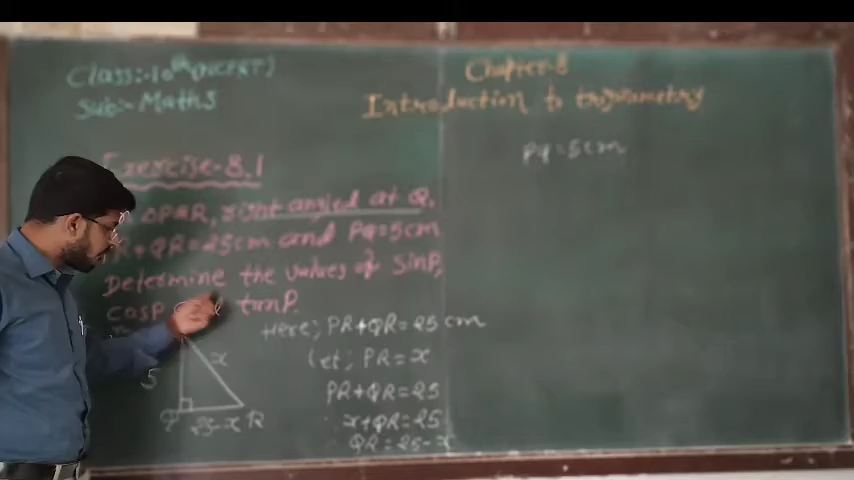 Class:-10th (NCERT)
Sub:- Maths
Chapter-8
Introduction to trigonometry
Exercise-8.1
ΔPQR, right angled at Q,
PR+QR=25cm and PQ=5cm
Determine the values of sinP,
cosP tanP.
PQ=5cm
Here; PR+QR=25 cm
Let; PR=x
PR+QR=25
x+QR=25
QR=25-x
5
x
Q 25-x R